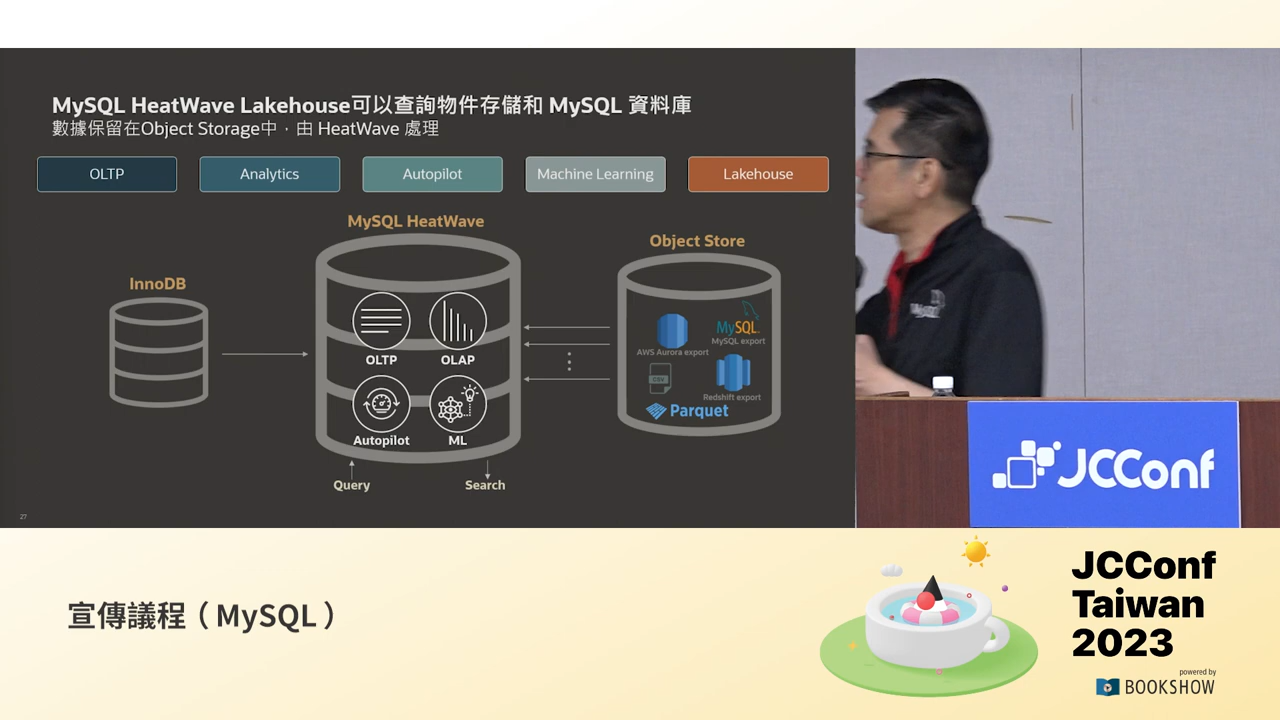 MySQL HeatWave Lakehouse可以查詢物件存儲和 MySQL 資料庫
數據保留在Object Storage中，由 HeatWave 處理
OLTP
Analytics
Autopilot
Machine Learning
Lakehouse
MySQL HeatWave
Object Store
InnoDB
OLTP
OLAP
Autopilot
ML
Query
Search
MySQL
MySQL export
AWS Aurora export
CSV
Redshift export
Parquet
27
MySQL
JCConf
宣傳議程（MySQL）
JCConf
Taiwan
2023
powered by
BOOKSHOW